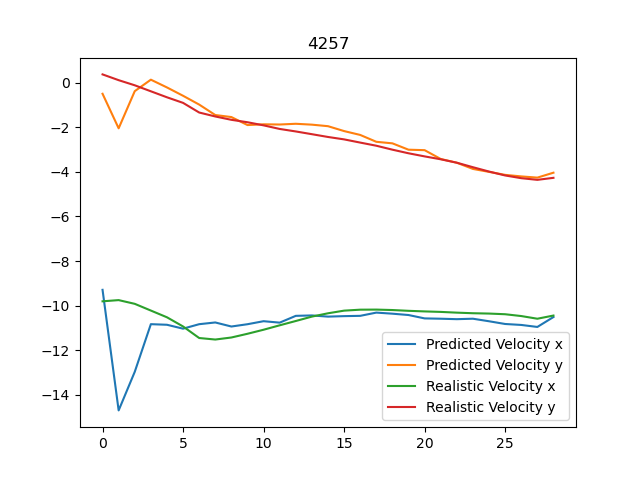 4257
0
−2
−4
−6
−8
−10
−12
−14
0 5 10 15 20 25
Predicted Velocity x
Predicted Velocity y
Realistic Velocity x
Realistic Velocity y